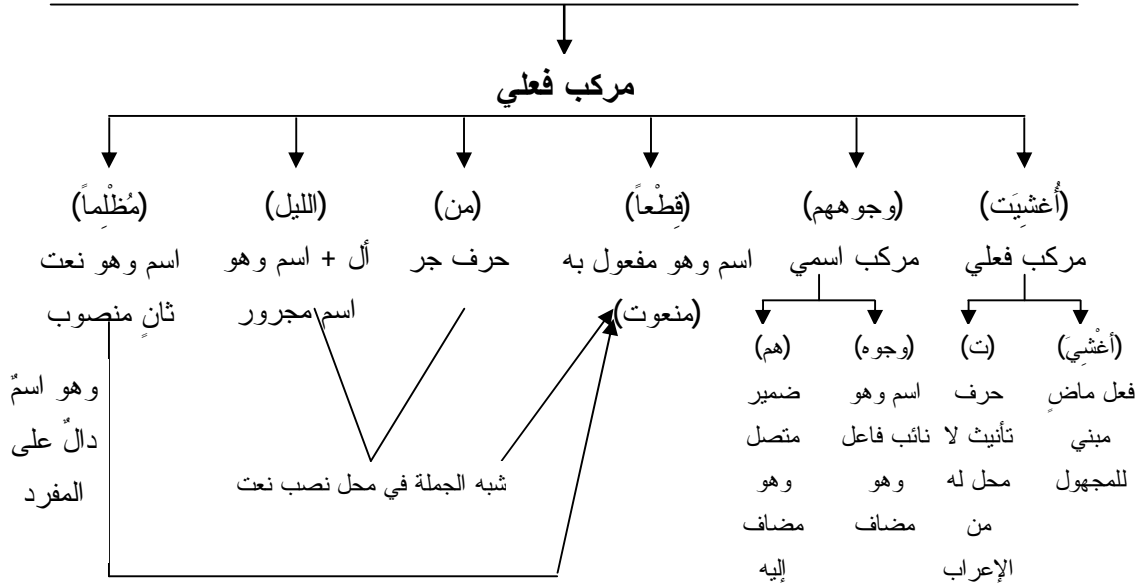 مركب فعلي
(أُغشيَت) (وجوههم) (قِطْعاً) (من) (الليل) (مُظْلِماً)
مركب فعلي
مركب اسمي
اسم وهو مفعول به
(منعوت)
حرف جر
أل + اسم وهو
اسم مجرور
اسم وهو نعت
ثانٍ منصوب
(أغْشِيَ)
فعل ماضٍ
مبني
للمجهول
(ت)
حرف
تأنيث لا
محل له
من
الإعراب
(وجوه)
اسم وهو
نائب فاعل
وهو
مضاف
(هم)
ضمير
متصل
وهو
مضاف
إليه
شبه الجملة في محل نصب نعت
وهو اسمٌ
دالٌ على
المفرد